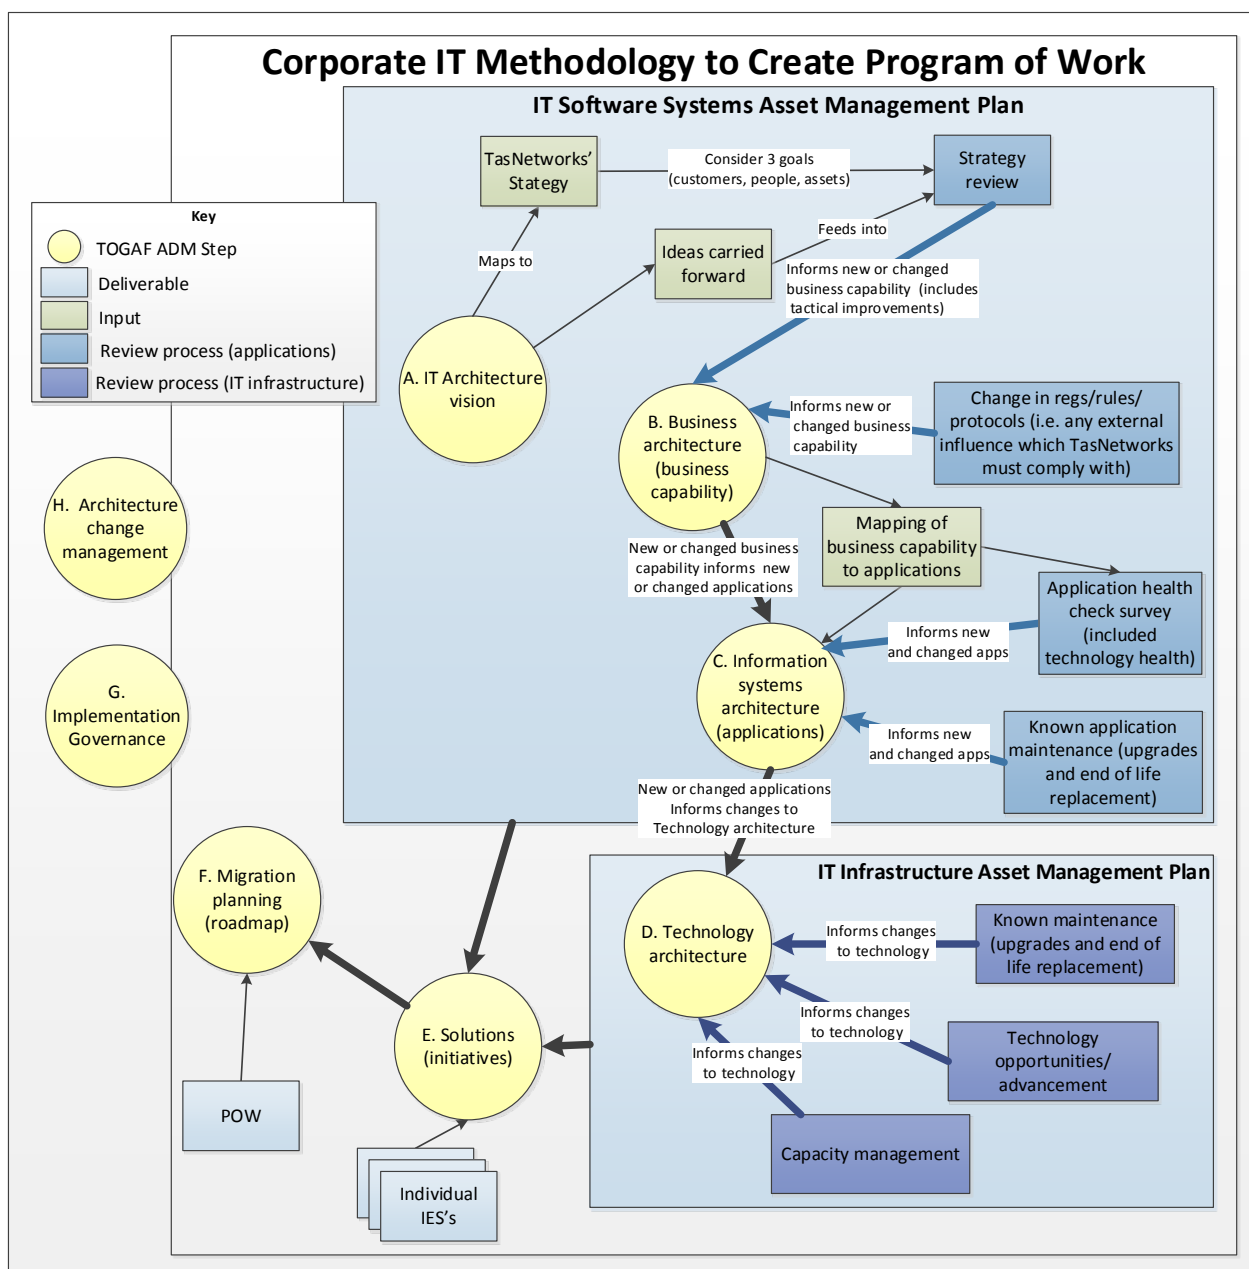 Corporate IT Methodology to Create Program of Work
IT Software Systems Asset Management Plan
TasNetworks'
Stategy
Consider 3 goals
(customers, people, assets)
Strategy
review
Key
TOGAF ADM Step
Deliverable
Input
Review process (applications)
Review process (IT infrastructure)
Maps to
Ideas carried
forward
Feeds into
Informs new or changed
business capability (includes
tactical improvements)
A. IT Architecture
vision
B. Business
architecture
(business
capability)
Informs new or
changed business
capability
Change in regs/rules/
protocols (i.e. any external
influence which TasNetworks
must comply with)
H. Architecture
change
management
New or changed business
capability informs new
or changed applications
Mapping of
business capability
to applications
Application health
check survey
(included
technology health)
Informs new
and changed apps
G.
Implementation
Governance
C. Information
systems
architecture
(applications)
Informs new
and changed apps
Known application
maintenance (upgrades
and end of life
replacement)
New or changed applications
Informs changes to
Technology architecture
IT Infrastructure Asset Management Plan
F. Migration
planning
(roadmap)
D. Technology
architecture
Informs changes
to technology
Known maintenance
(upgrades and end of
life replacement)
Informs changes
to technology
Technology
opportunities/
advancement
E. Solutions
(initiatives)
Informs changes
to technology
POW
Capacity management
Individual
IES's